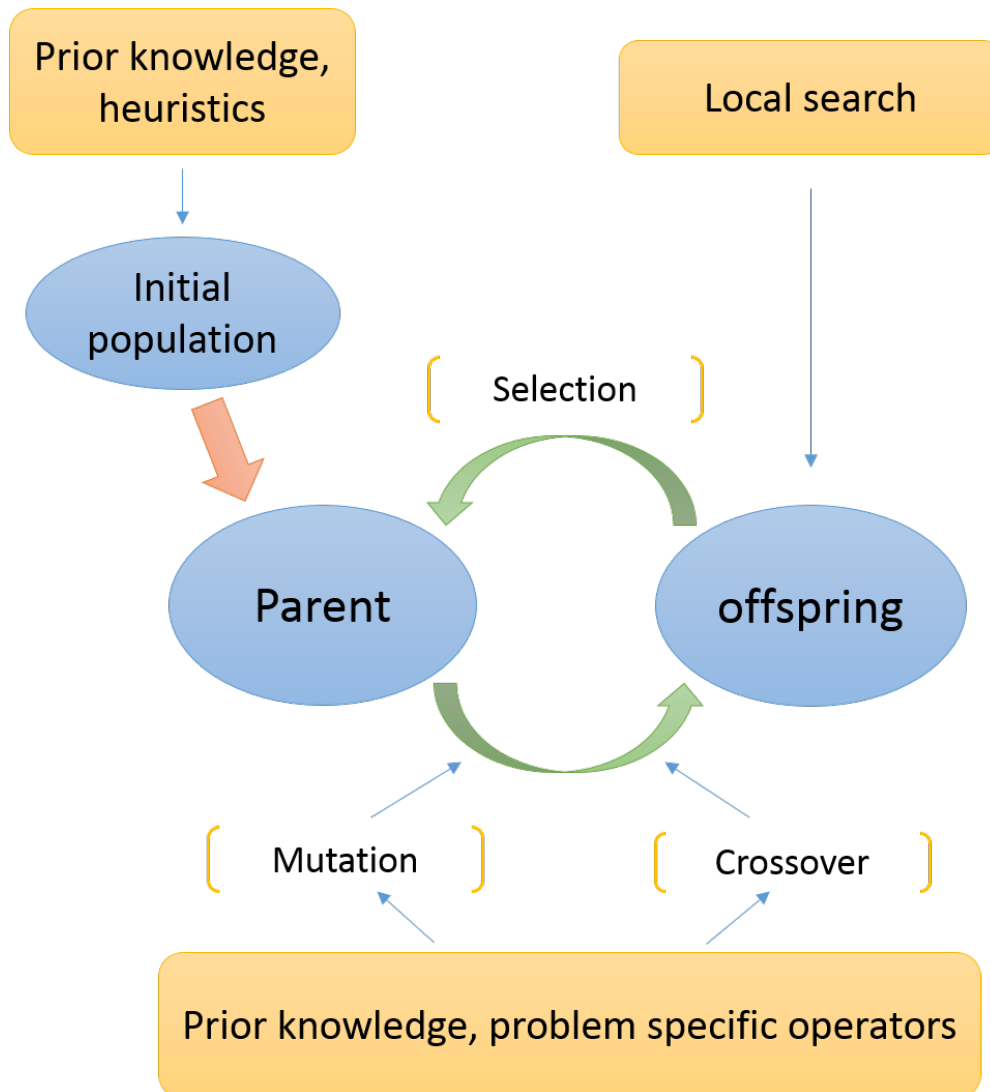 Prior knowledge,
heuristics
Local search
Initial
population
Selection
Parent
offspring
Mutation
Crossover
Prior knowledge, problem specific operators